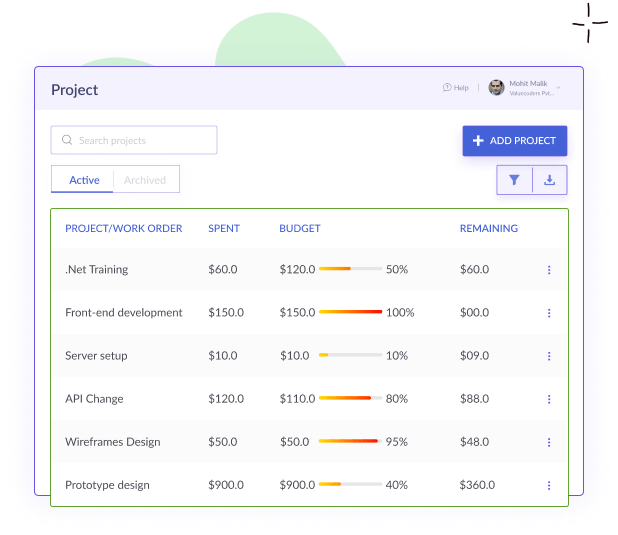 Project
Help
Mohit Malik
Valuecoders Pvt...
Search projects
ADD PROJECT
Active
Archived
PROJECT/WORK ORDER SPENT BUDGET REMAINING
.Net Training $60.0 $120.0 50% $60.0
Front-end development $150.0 $150.0 100% $00.0
Server setup $10.0 $10.0 10% $09.0
API Change $120.0 $110.0 80% $88.0
Wireframes Design $50.0 $50.0 95% $48.0
Prototype design $900.0 $900.0 40% $360.0